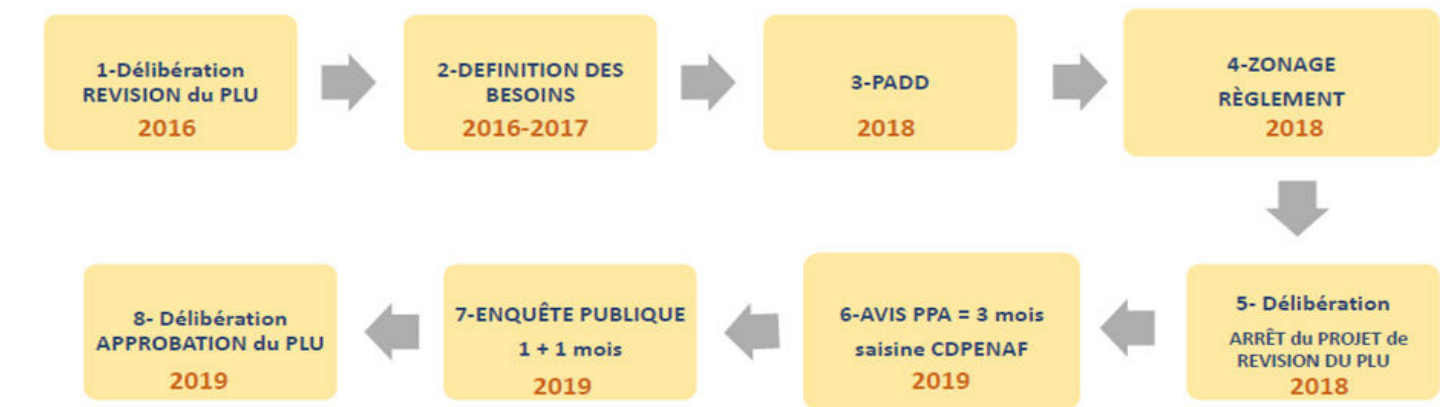 1-Délibération
REVISION du PLU
2016
2-DEFINITION DES
BESOINS
2016-2017
3-PADD
2018
4-ZONAGE
RÈGLEMENT
2018
5- Délibération
ARRÊT du PROJET de
REVISION DU PLU
2018
6-AVIS PPA = 3 mois
saisine CDPENAF
2019
7-ENQUÊTE PUBLIQUE
1 + 1 mois
2019
8- Délibération
APPROBATION du PLU
2019